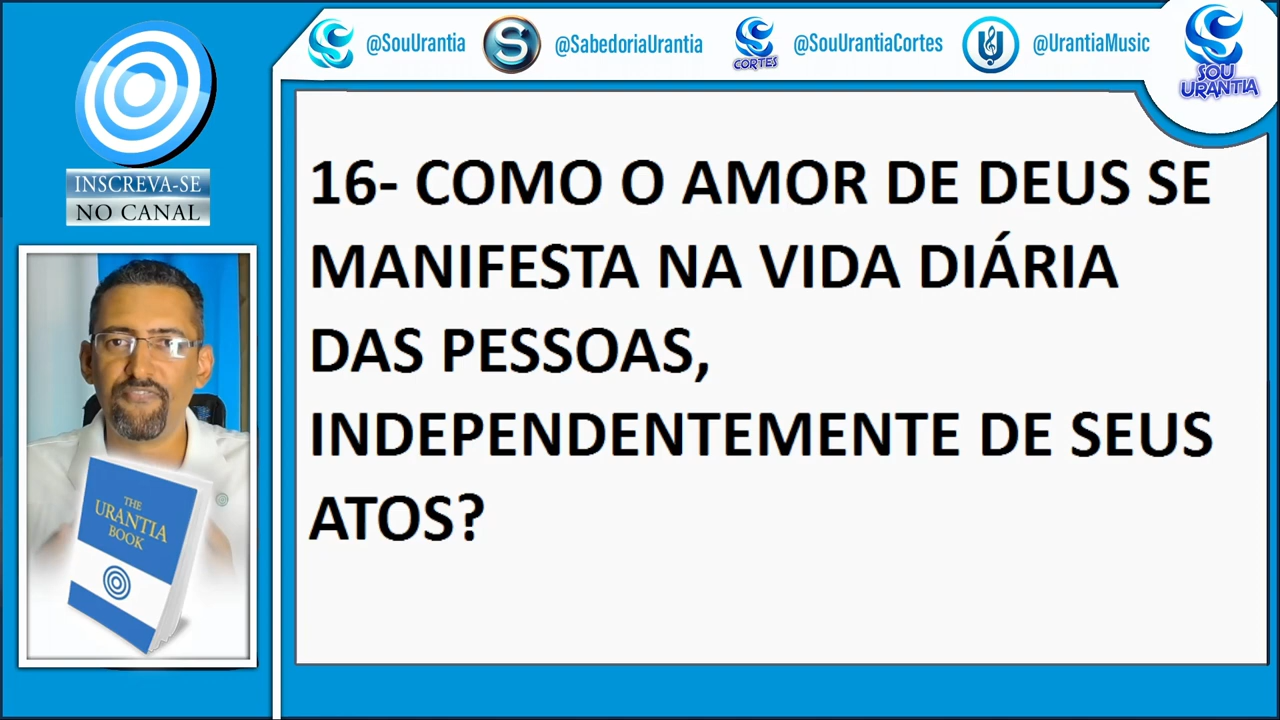 @SouUrantia
@SabedoriaUrantia
CORTES
@SouUrantiaCortes
@UrantiaMusic
SOU
URANTIA
INSCREVA-SE
NO CANAL
16- COMO O AMOR DE DEUS SE
MANIFESTA NA VIDA DIÁRIA
DAS PESSOAS,
INDEPENDENTEMENTE DE SEUS
ATOS?
THE
URANTIA
BOOK